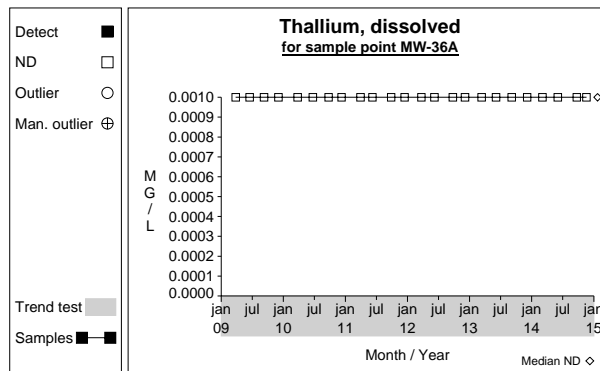 Detect
ND
Outlier
Man. outlier
Trend test
Samples
Thallium, dissolved
for sample point MW-36A
M
G
/
L
0.0010
0.0009
0.0008
0.0007
0.0006
0.0005
0.0004
0.0003
0.0002
0.0001
0.0000
jan jul jan jul jan jul jan jul jan jul jan jul jan
09 10 11 12 13 14 15
Month / Year
Median ND